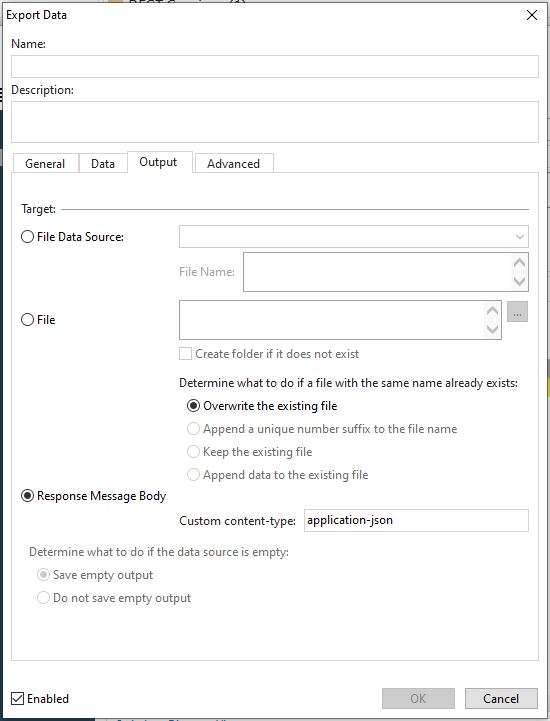 Export Data
Name:
Description:
General Data Output Advanced
Target:
File Data Source:
File Name:
File
...
Create folder if it does not exist
Determine what to do if a file with the same name already exists:
Overwrite the existing file
Append a unique number suffix to the file name
Keep the existing file
Append data to the existing file
Response Message Body
Custom content-type: application-json
Determine what to do if the data source is empty:
Save empty output
Do not save empty output
Enabled
OK Cancel